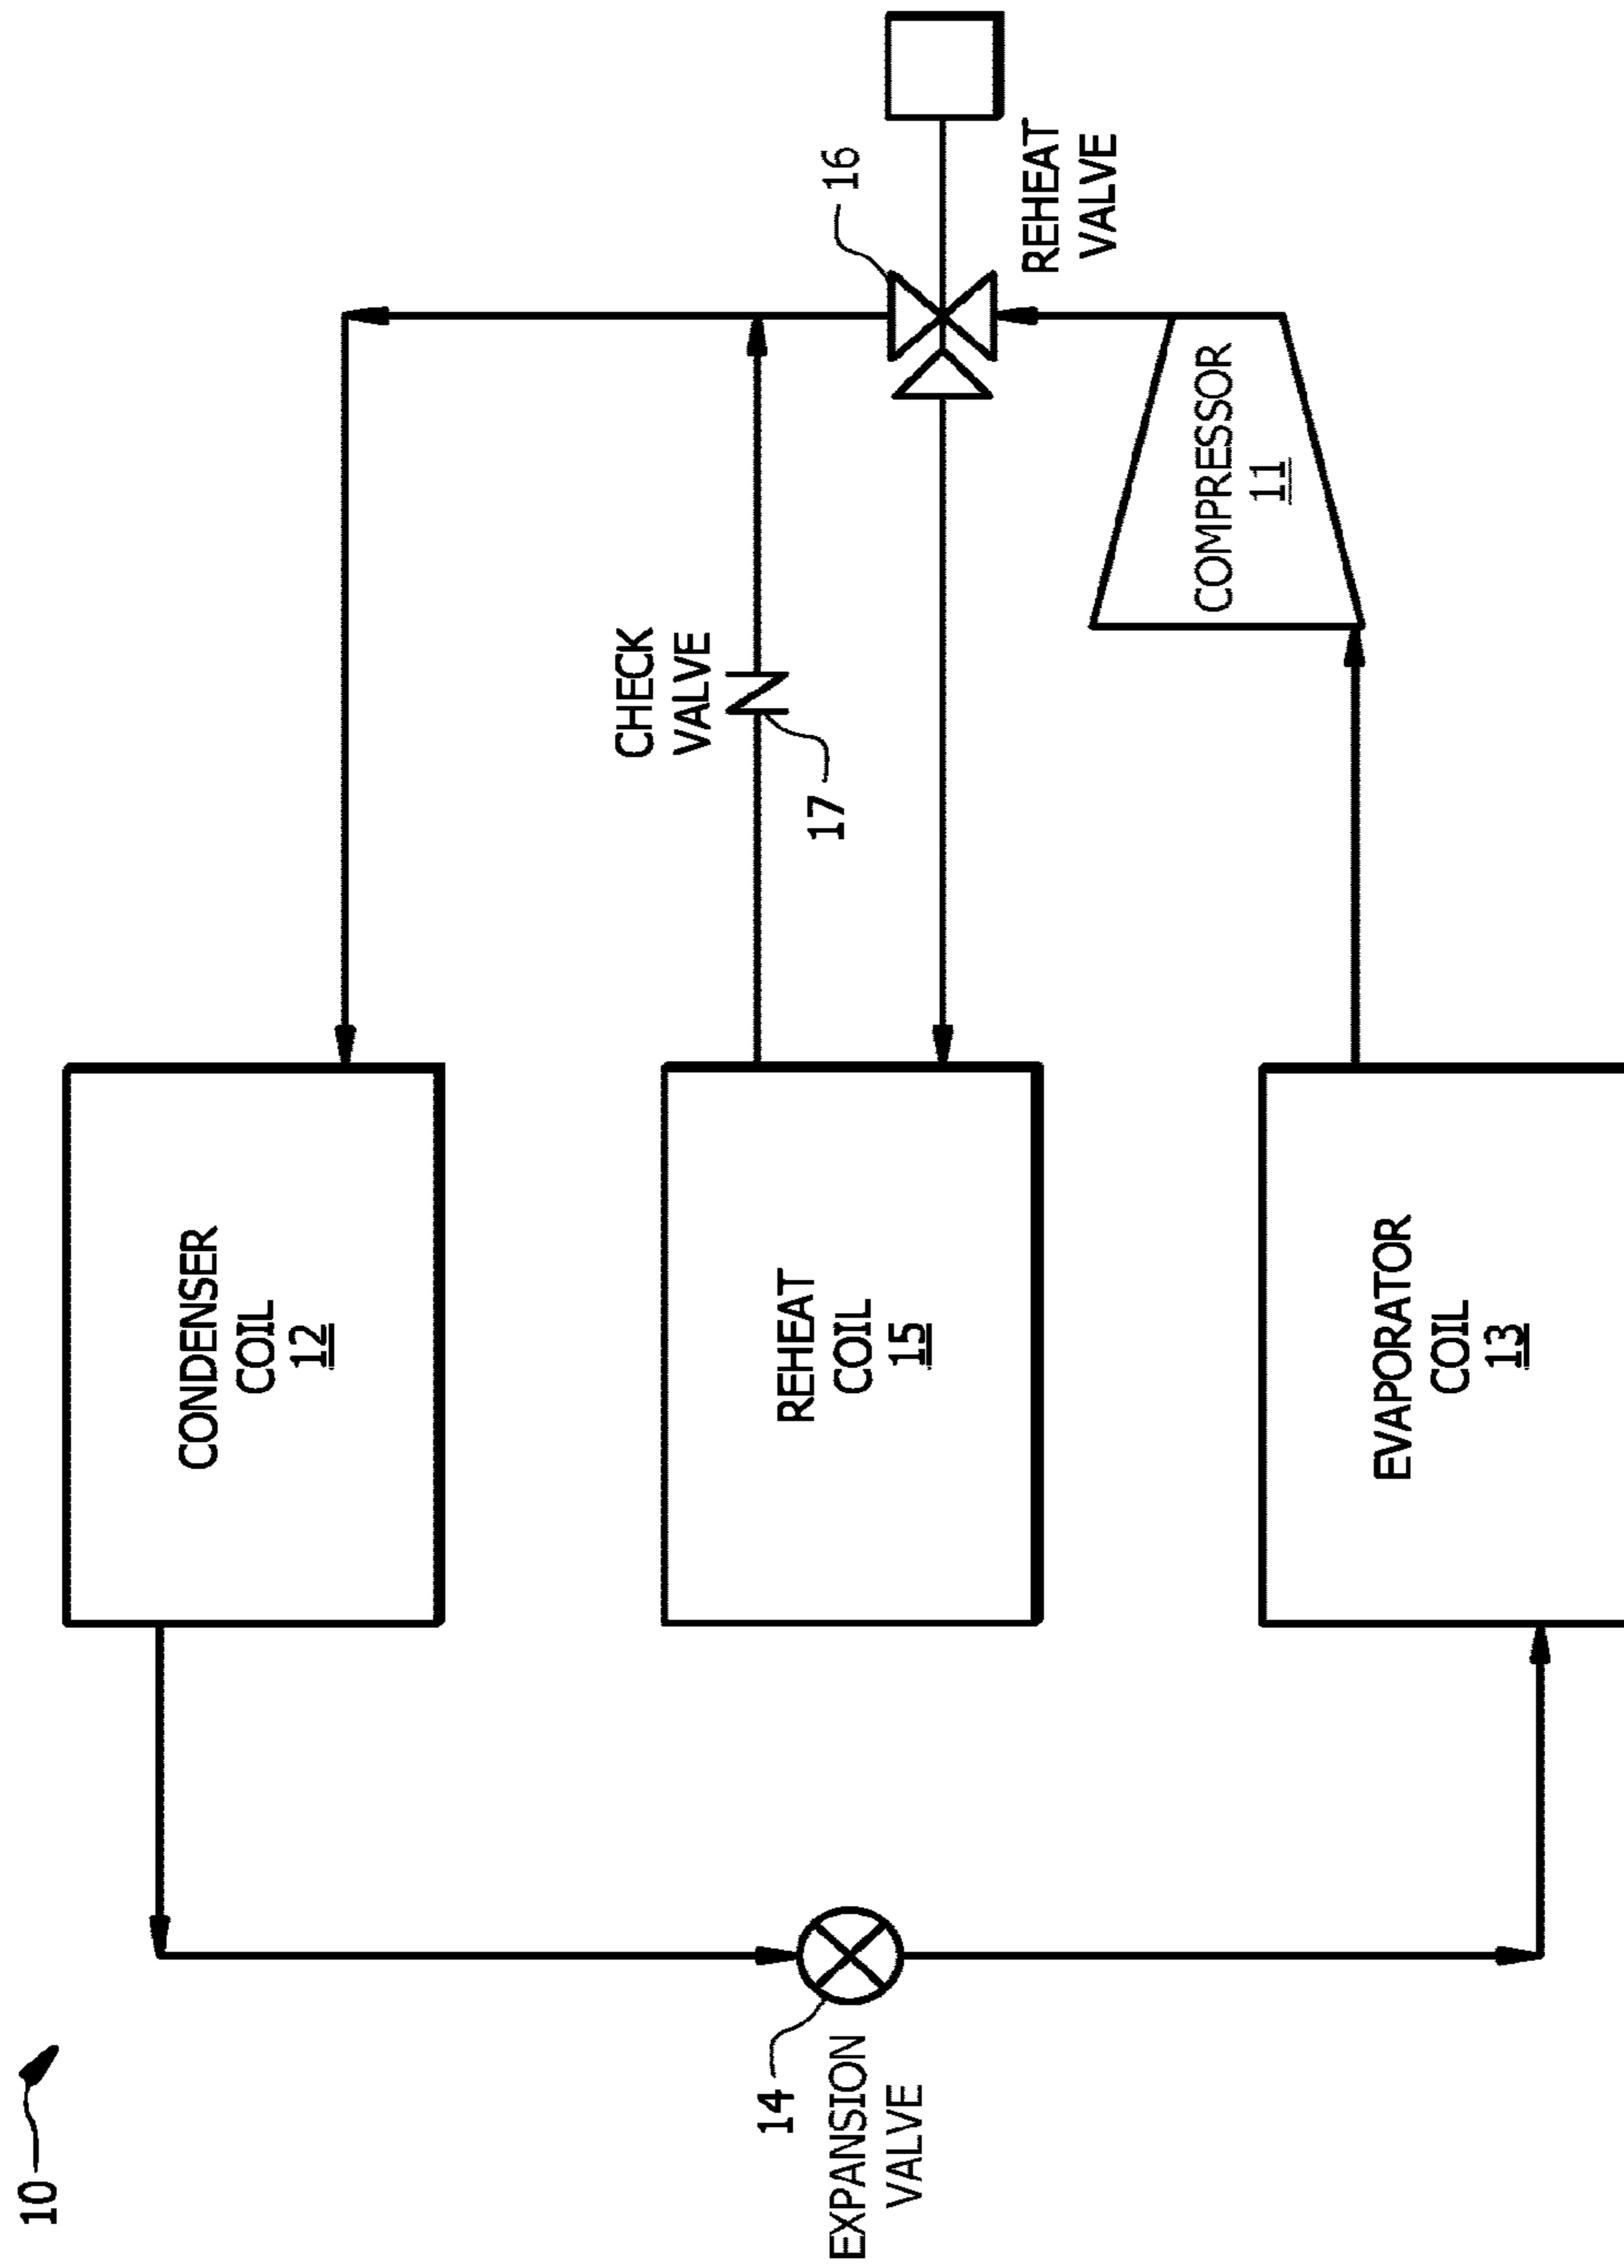 10
CONDENSER
COIL
12
CHECK
VALVE
17
16
REHEAT
VALVE
REHEAT
COIL
15
COMPRESSOR
11
14
EXPANSION
VALVE
EVAPORATOR
COIL
13